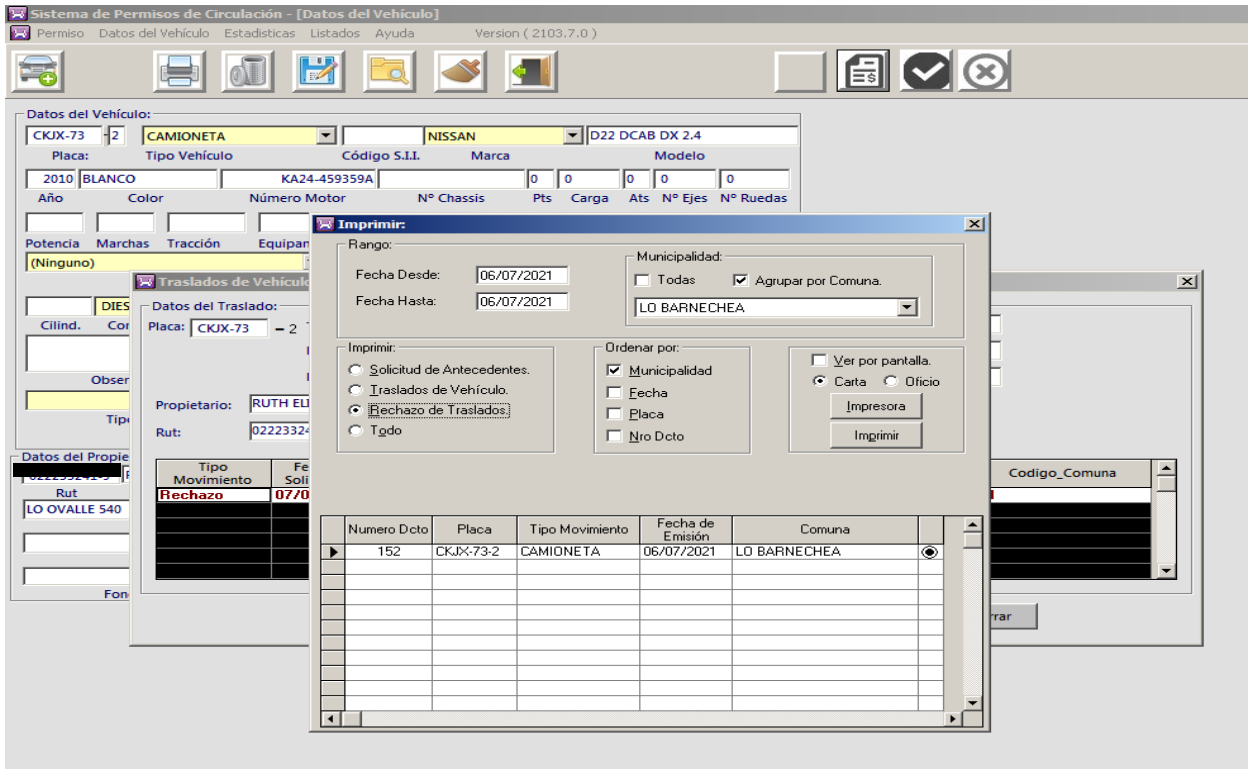 Sistema de Permisos de Circulación - [Datos del Vehículo]
Permiso Datos del Vehículo Estadisticas Listados Ayuda Version ( 2103.7.0 )
Datos del Vehículo:
CKJX-73 - 2 CAMIONETA NISSAN D22 DCAB DX 2.4
Placa: Tipo Vehículo Código S.I.I. Marca Modelo
2010 BLANCO KA24-459359A 0 0 0 0 0
Año Color Número Motor Nº Chassis Pts Carga Ats Nº Ejes Nº Ruedas
Potencia Marchas Tracción
(Ninguno)
Cilind.
Datos del Propie
Rut
LO OVALLE 540
Traslados de Vehículo
Datos del Traslado:
Placa: CKJX-73 - 2
Propietario: RUTH
Rut: 02223324
Tipo Movimiento
Codigo_Comuna
Rechazo 07/0
Imprimir:
Rango:
Fecha Desde: 06/07/2021
Fecha Hasta: 06/07/2021
Municipalidad:
Todas Agrupar por Comuna.
LO BARNECHEA
Imprimir:
Solicitud de Antecedentes.
Traslados de Vehículo.
Rechazo de Traslados.
Todo
Ordenar por:
Municipalidad
Fecha
Placa
Nro Dcto
Ver por pantalla.
Carta Oficio
Impresora
Imprimir
Numero Dcto Placa Tipo Movimiento Fecha de Emisión Comuna
152 CKJX-73-2 CAMIONETA 06/07/2021 LO BARNECHEA